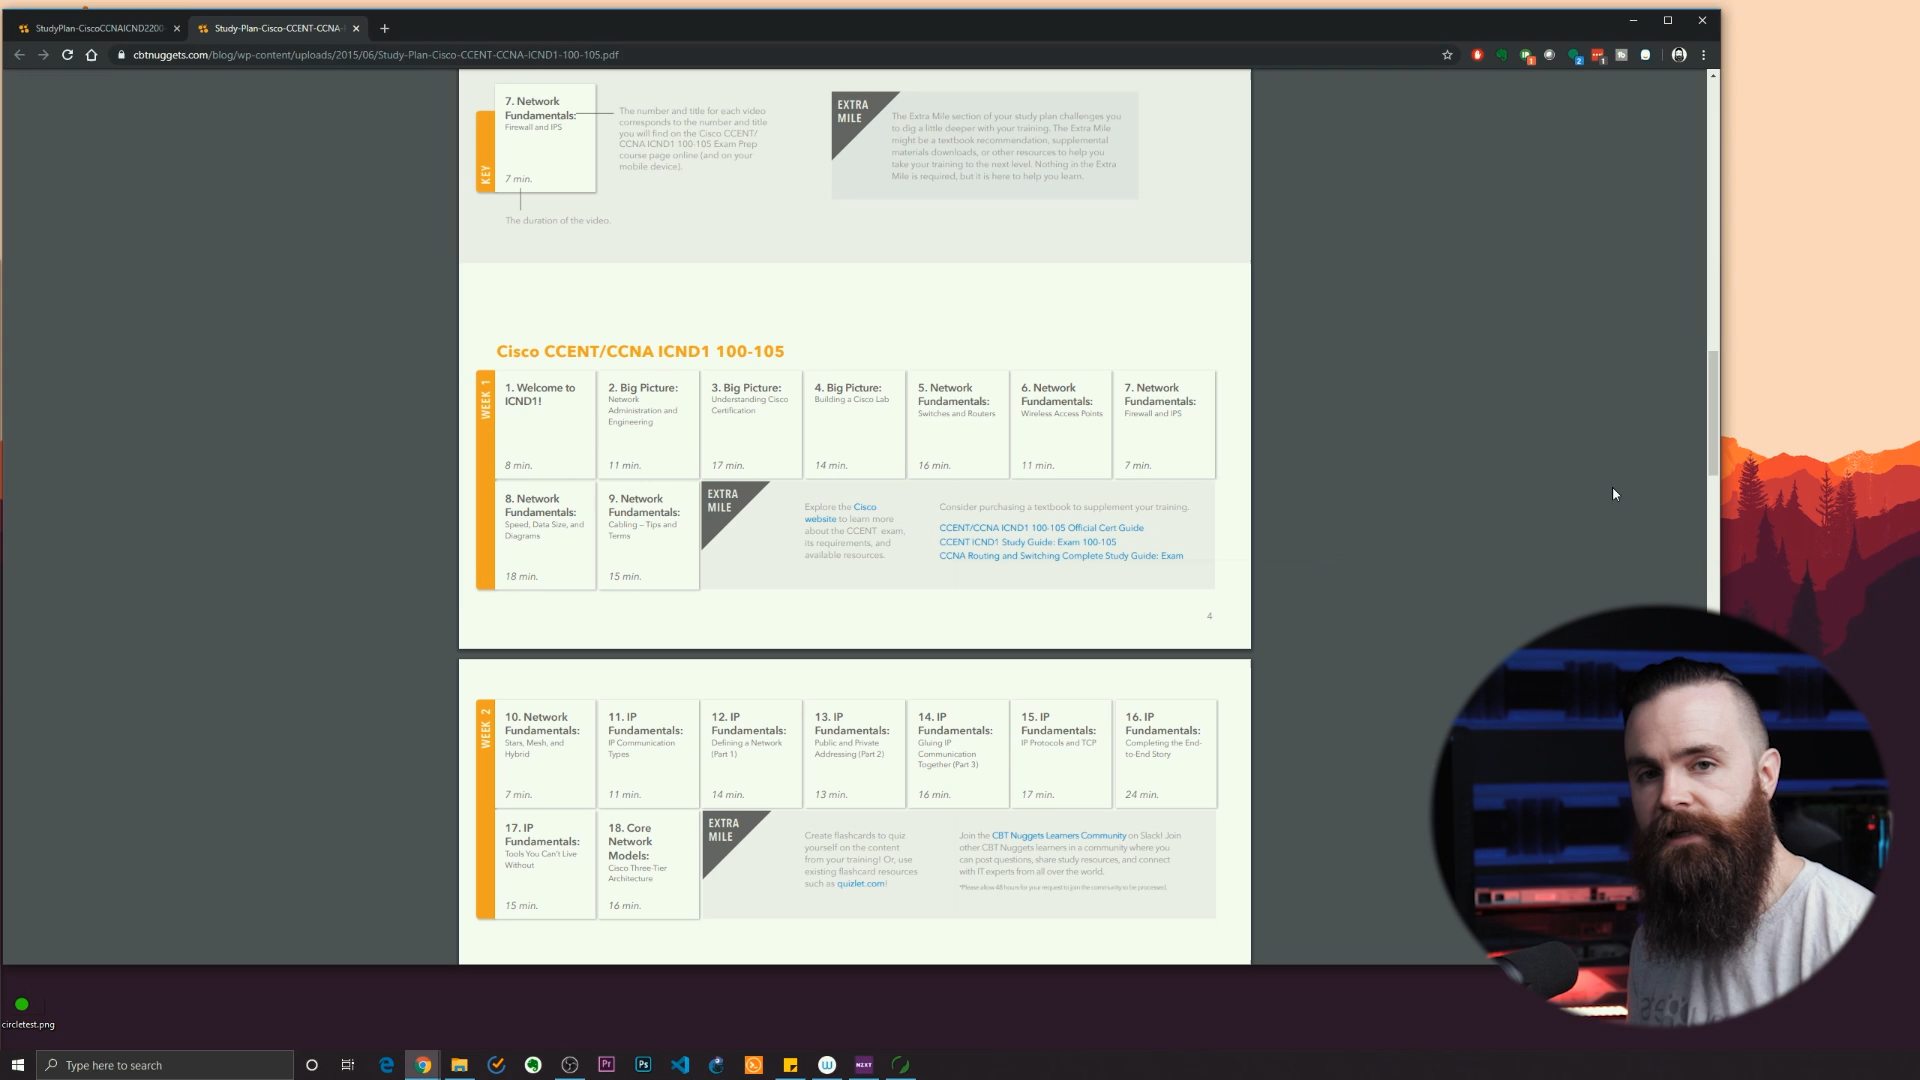 StudyPlan-CiscoCCNAICND2200
Study-Plan-Cisco-CCENT-CCNA-
cbtnuggets.com/blog/wp-content/uploads/2015/06/Study-Plan-Cisco-CCENT-CCNA-ICND1-100-105.pdf
KEY
7. Network
Fundamentals:
Firewall and IPS
7 min.
The duration of the video.
The number and title for each video
corresponds to the number and title
you will find on the Cisco CCENT/
CCNA ICND1 100-105 Exam Prep
course page online (and on your
mobile device).
EXTRA
MILE
The Extra Mile section of your study plan challenges you
to dig a little deeper with your training. The Extra Mile
might be a textbook recommendation, supplemental
materials downloads, or other resources to help you
take your training to the next level. Nothing in the Extra
Mile is required, but it is here to help you learn.
Cisco CCENT/CCNA ICND1 100-105
WEEK 1
1. Welcome to
ICND1!
8 min.
2. Big Picture:
Network
Administration and
Engineering
11 min.
3. Big Picture:
Understanding Cisco
Certification
17 min.
4. Big Picture:
Building a Cisco Lab
14 min.
5. Network
Fundamentals:
Switches and Routers
16 min.
6. Network
Fundamentals:
Wireless Access Points
11 min.
7. Network
Fundamentals:
Firewall and IPS
7 min.
8. Network
Fundamentals:
Speed, Data Size, and
Diagrams
18 min.
9. Network
Fundamentals:
Cabling – Tips and
Terms
15 min.
EXTRA
MILE
Explore the Cisco
website to learn more
about the CCENT exam,
its requirements, and
available resources.
Consider purchasing a textbook to supplement your training.
CCENT/CCNA ICND1 100-105 Official Cert Guide
CCENT ICND1 Study Guide: Exam 100-105
CCNA Routing and Switching Complete Study Guide: Exam
4
WEEK 2
10. Network
Fundamentals:
Stars, Mesh, and
Hybrid
7 min.
11. IP
Fundamentals:
IP Communication
Types
11 min.
12. IP
Fundamentals:
Defining a Network
(Part 1)
14 min.
13. IP
Fundamentals:
Public and Private
Addressing (Part 2)
13 min.
14. IP
Fundamentals:
Gluing IP
Communication
Together (Part 3)
16 min.
15. IP
Fundamentals:
IP Protocols and TCP
17 min.
16. IP
Fundamentals:
Completing the End-
to-End Story
24 min.
17. IP
Fundamentals:
Tools You Can't Live
Without
15 min.
18. Core
Network
Models:
Cisco Three-Tier
Architecture
16 min.
EXTRA
MILE
Create flashcards to quiz
yourself on the content
from your training! Or, use
existing flashcard resources
such as quizlet.com!
Join the CBT Nuggets Learners Community on Slack! Join
other CBT Nuggets learners in a community where you
can post questions, share study resources, and connect
with IT experts from all over the world.
*Please allow 48 hours for your request to join the community to be processed.
circletest.png
Type here to search
Pr
Ps
W
NZXT